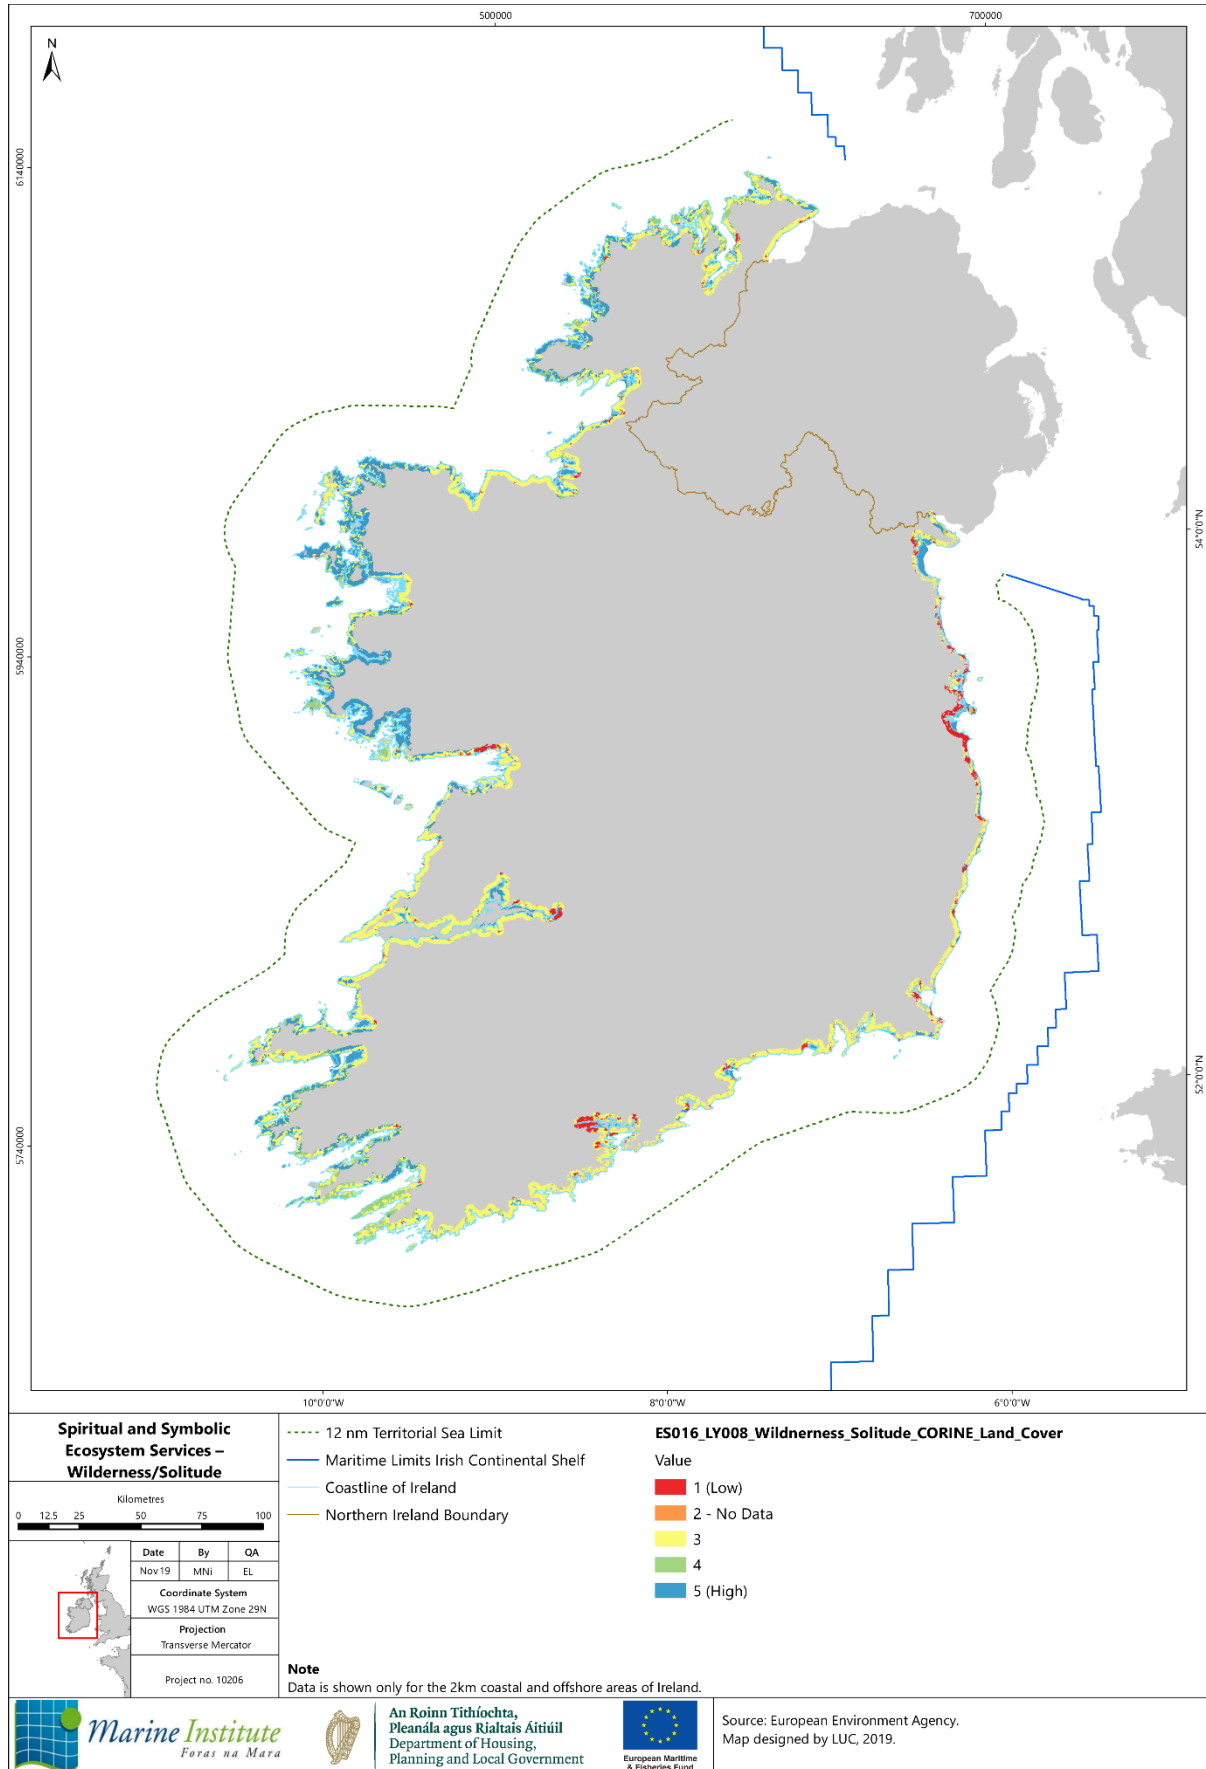 500000
700000
N
6140000
5940000
5740000
54°0'0"N
52°0'0"N
10°0'0"W
8°0'0"W
6°0'0"W
Spiritual and Symbolic
Ecosystem Services –
Wilderness/Solitude
Kilometres
0 12.5 25 50 75 100
Date By QA
Nov 19 MNi EL
Coordinate System
WGS 1984 UTM Zone 29N
Projection
Transverse Mercator
Project no. 10206
12 nm Territorial Sea Limit
Maritime Limits Irish Continental Shelf
Coastline of Ireland
Northern Ireland Boundary
ES016_LY008_Wildnerness_Solitude_CORINE_Land_Cover
Value
1 (Low)
2 - No Data
3
4
5 (High)
Note
Data is shown only for the 2km coastal and offshore areas of Ireland.
Marine Institute
Foras na Mara
An Roinn Tithíochta,
Pleanála agus Rialtais Áitiúil
Department of Housing,
Planning and Local Government
European Maritime
& Fisheries Fund
Source: European Environment Agency.
Map designed by LUC, 2019.